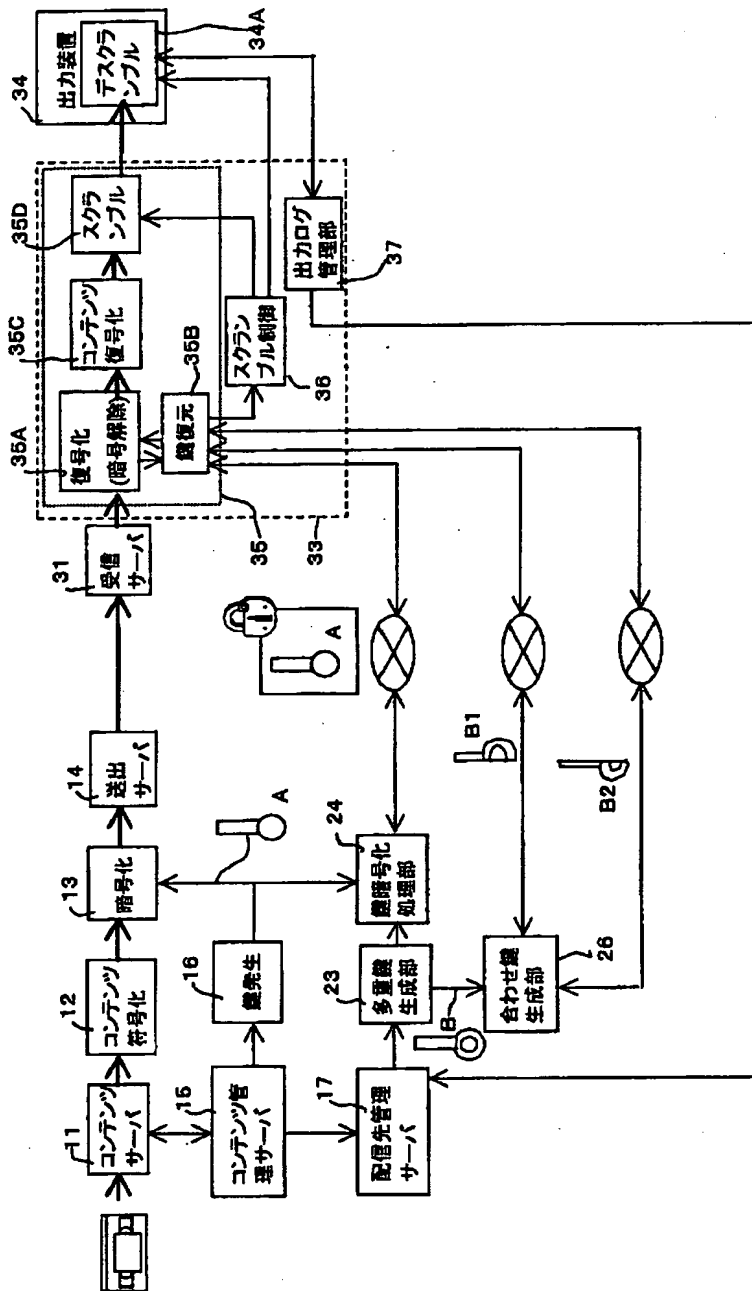 11
コンテンツ
サーバ
12
コンテンツ
符号化
13
暗号化
14
送出
サーバ
31
受信
サーバ
35A
復号化
(暗号解除)
35C
コンテンツ
復号化
35D
スクラ
ンブル
34
出力装置
デスクラ
ンブル
34A
15
コンテンツ管
理サーバ
16
鍵発生
A
35B
鍵復元
35
33
スクラン
ブル制御
36
出力ログ
管理部
37
17
配信先管理
サーバ
23
多重鍵
生成部
24
鍵暗号化
処理部
A
B
合わせ鍵
生成部
26
B1
B2